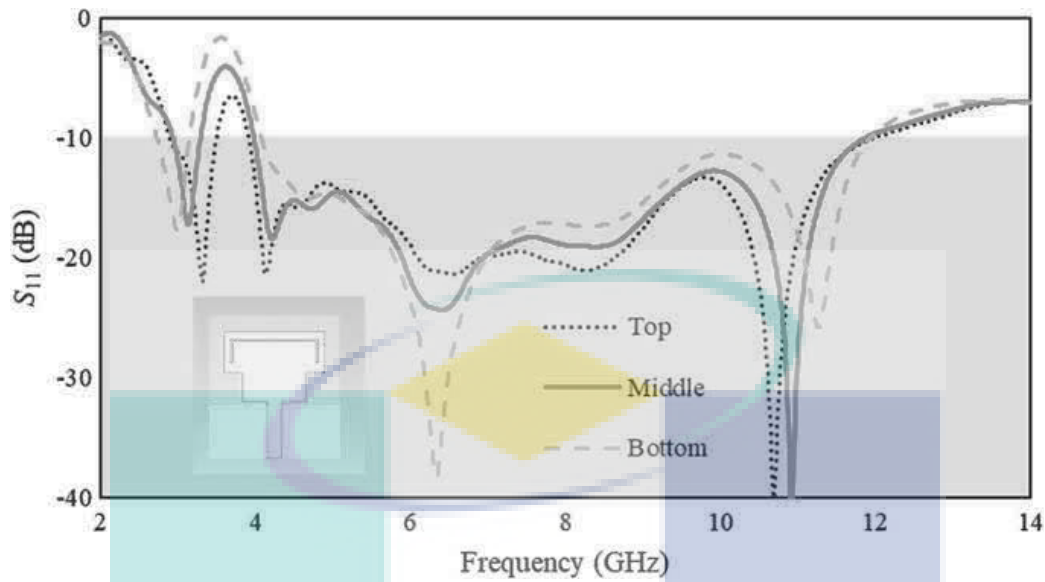 0
-10
-20
-30
-40
S11 (dB)
Top
Middle
Bottom
2 4 6 8 10 12 14
Frequency (GHz)